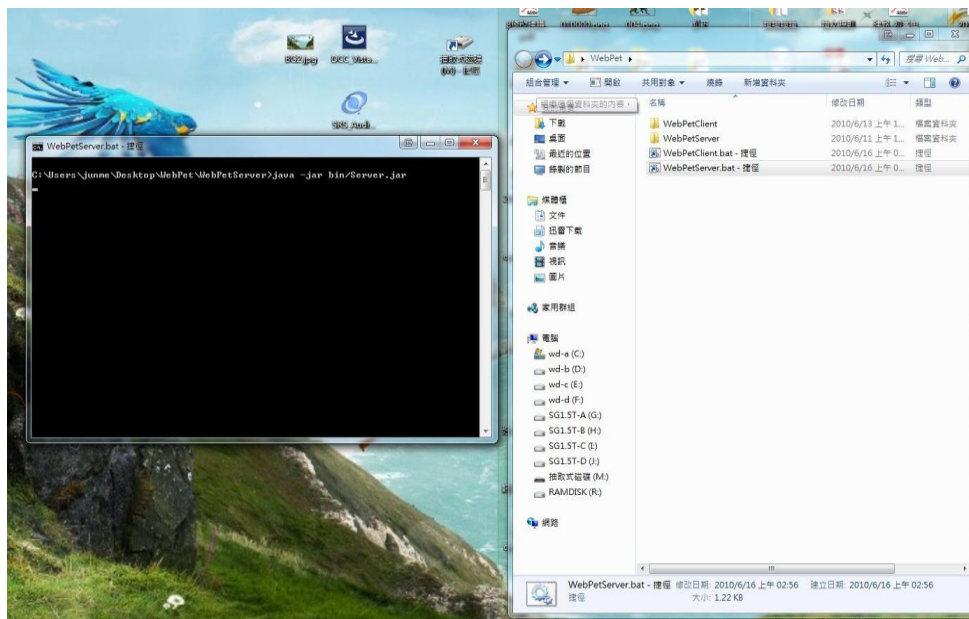 BG2.jpg
WebPetServer.bat - 捷徑
C:\Users\junme\Desktop\WebPet\WebPetServer>java -jar bin/Server.jar
WebPet
搜尋 Web...
組合管理
開啟
共用對象
燒錄
新增資料夾
名稱
修改日期
類型
WebPetClient
2010/6/13 上午 1...
檔案資料夾
WebPetServer
2010/6/11 上午 1...
檔案資料夾
WebPetClient.bat - 捷徑
2010/6/16 上午 0...
捷徑
WebPetServer.bat - 捷徑
2010/6/16 上午 0...
捷徑
下載
桌面
最近的位置
錄製的節目
媒體櫃
文件
迅雷下載
音樂
視訊
圖片
家用群組
電腦
wd-a (C:)
wd-b (D:)
wd-c (E:)
wd-d (F:)
SG1.5T-A (G:)
SG1.5T-B (H:)
SG1.5T-C (I:)
SG1.5T-D (J:)
抽取式磁碟 (M:)
RAMDISK (R:)
網路
WebPetServer.bat - 捷徑 修改日期: 2010/6/16 上午 02:56 建立日期: 2010/6/16 上午 02:56
捷徑 大小: 1.22 KB